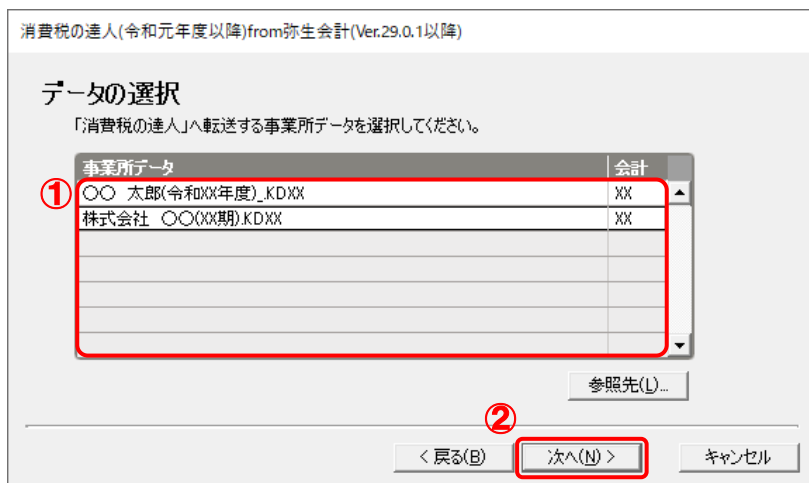 消費税の達人(令和元年度以降)from弥生会計(Ver.29.0.1以降)
データの選択
「消費税の達人」へ転送する事業所データを選択してください。
事業所データ 会計
①
〇〇 太郎(令和XX年度)_.KDXX XX
株式会社 〇〇(XX期).KDXX XX
参照先(L)...
②
< 戻る(B) 次へ(N) > キャンセル